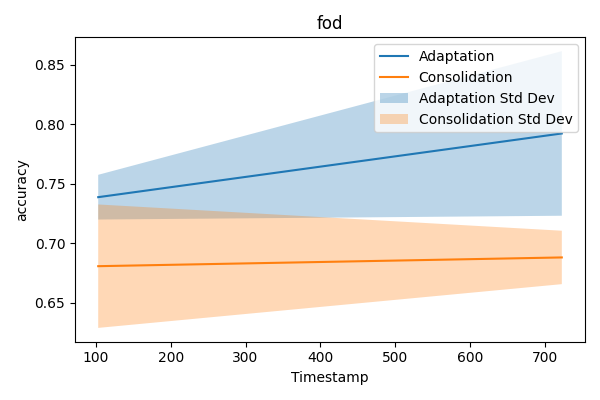 fod
Adaptation
Consolidation
Adaptation Std Dev
Consolidation Std Dev
accuracy
0.85
0.80
0.75
0.70
0.65
100 200 300 400 500 600 700
Timestamp